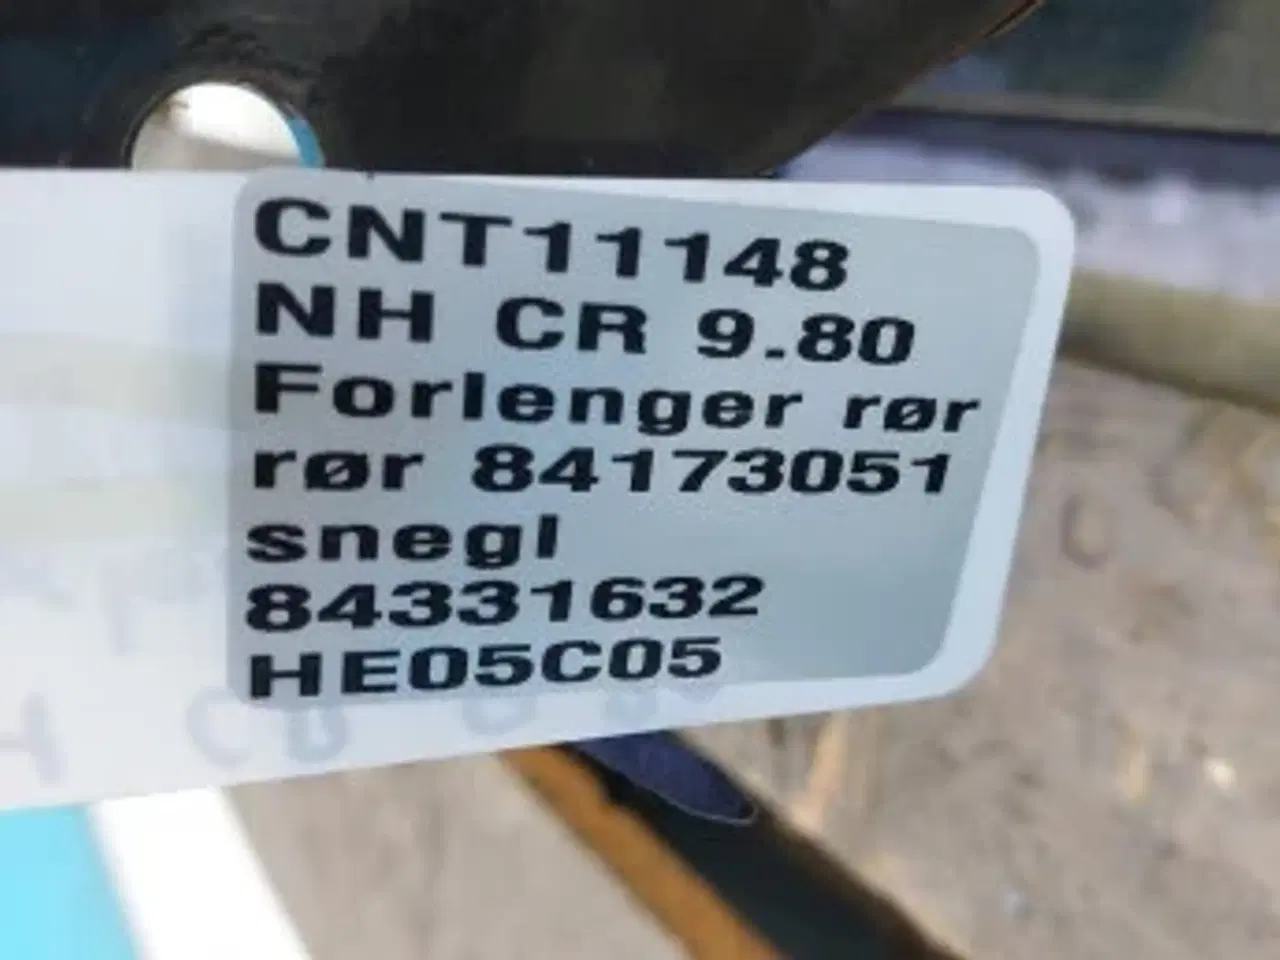 CNT11148
NH CR 9.80
Forlenger rør
rør 84173051
snegl
84331632
HE05C05